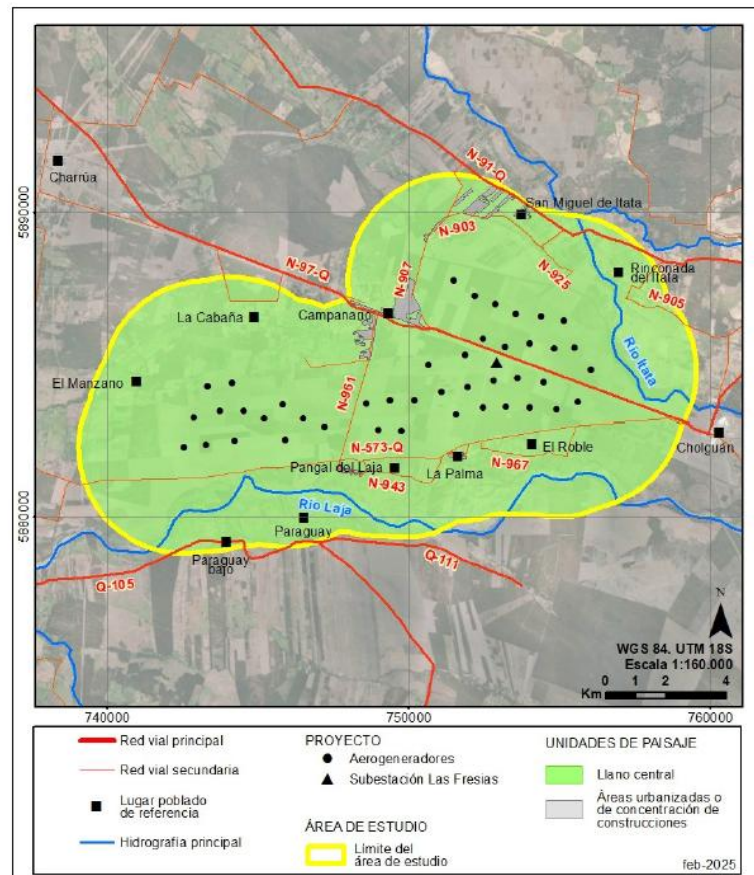 N-91-Q
Charrúa
5890000
San Miguel de Itata
N-903
N-97-Q
N-907
N-925
Rinconada
del Itata
N-905
La Cabaña
Campanario
Río Itata
El Manzano
N-961
Cholguán
N-573-Q
El Roble
Pangal del Laja
La Palma
N-967
N-943
5880000
Río Laja
Paraguay
Paraguay
bajo
Q-111
Q-105
N
WGS 84. UTM 18S
Escala 1:160.000
Km
0 1 2 4
740000 750000 760000
Red vial principal
Red vial secundaria
Lugar poblado
de referencia
Hidrografía principal
PROYECTO
Aerogeneradores
Subestación Las Fresias
ÁREA DE ESTUDIO
Límite del
área de estudio
UNIDADES DE PAISAJE
Llano central
Áreas urbanizadas o
de concentración de
construcciones
feb-2025